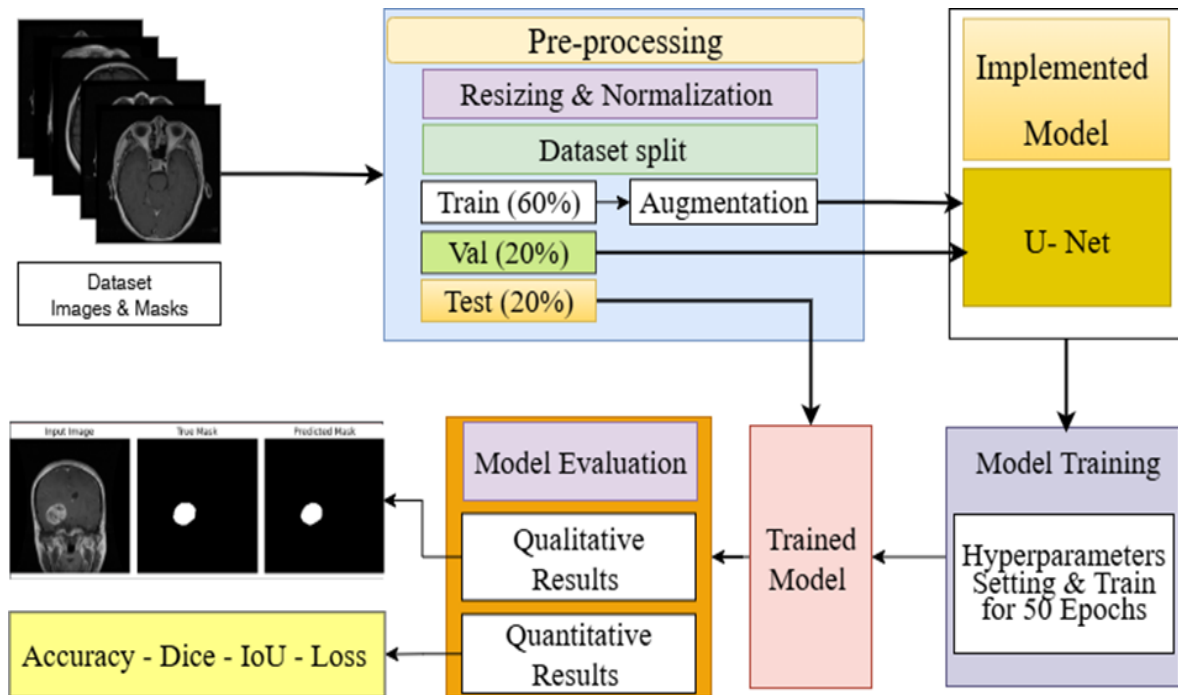 Pre-processing
Resizing & Normalization
Dataset split
Train (60%)
Augmentation
Val (20%)
Test (20%)
Dataset
Images & Masks
Implemented
Model
U- Net
Model Training
Hyperparameters
Setting & Train
for 50 Epochs
Trained
Model
Model Evaluation
Qualitative
Results
Quantitative
Results
Input Image
True Mask
Predicted Mask
Accuracy - Dice - IoU - Loss